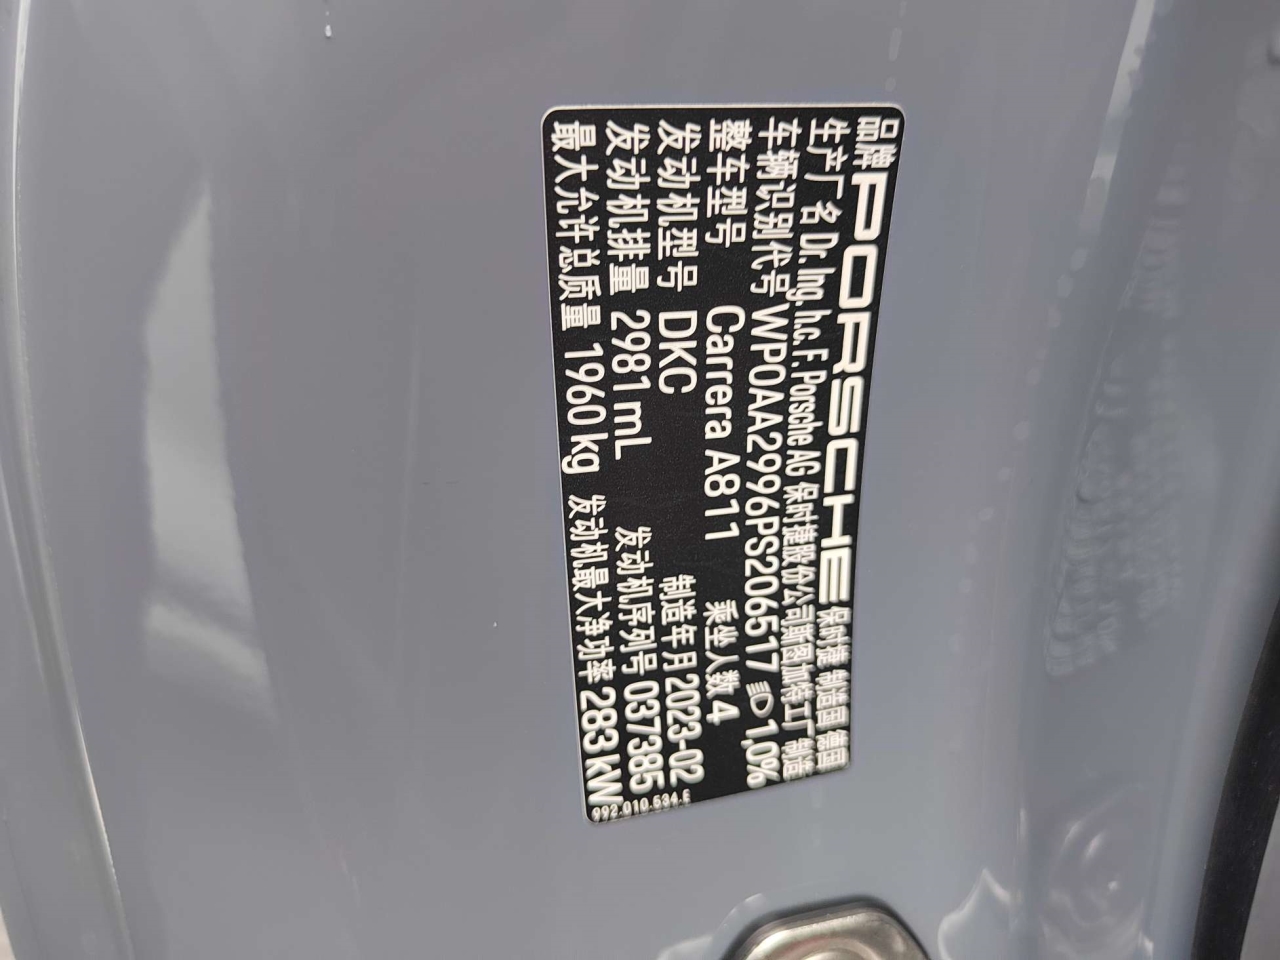 品牌 PORSCHE 保时捷 制造国 德国
生产厂名 Dr. Ing. h.c. F. Porsche AG 保时捷股份公司斯图加特工厂 制造
车辆识别代号 WP0AA2996PS206517 1,0%
整车型号 Carrera A811 乘坐人数 4
发动机型号 DKC 制造年月 2023-02
发动机排量 2981 mL 发动机序列号 037385
最大允许总质量 1960 kg 发动机最大净功率 283 kW
992.010.534.E